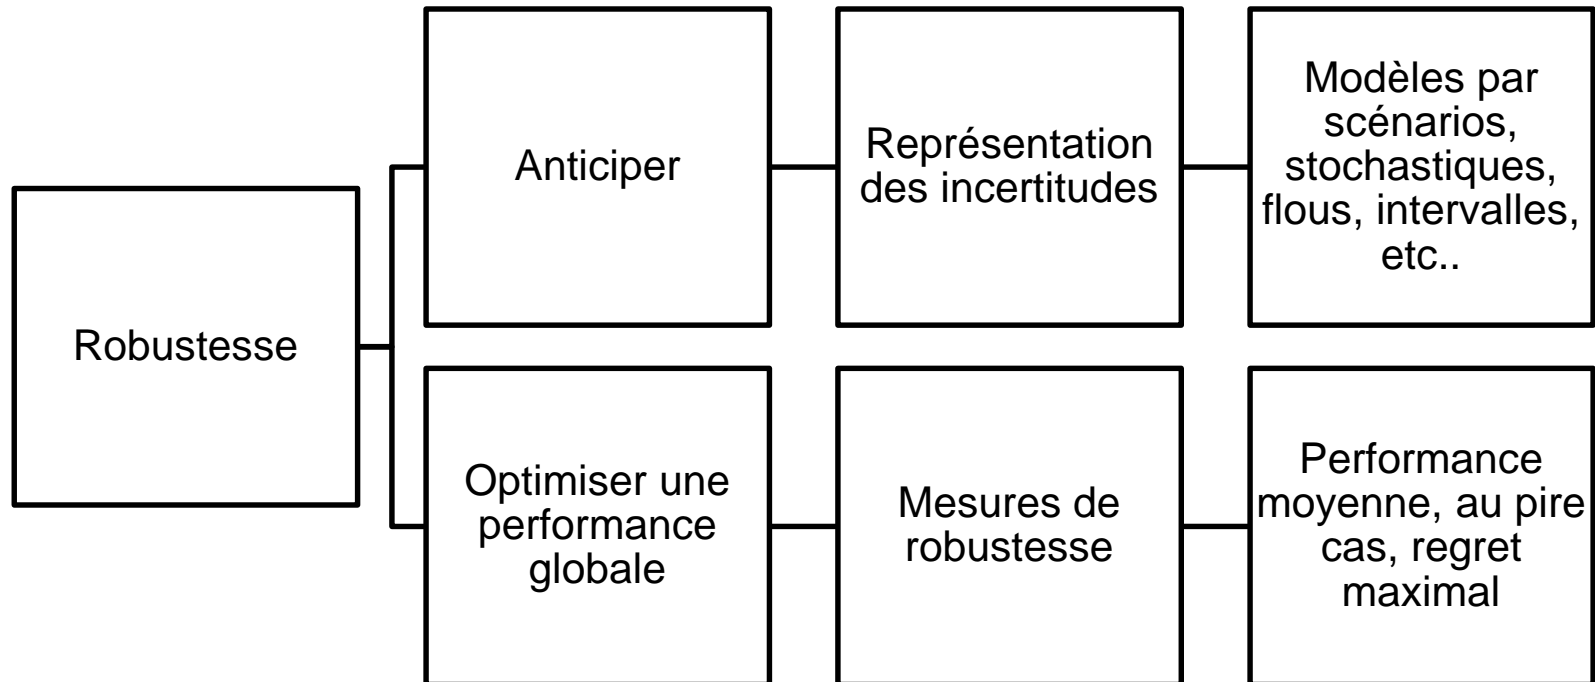 Robustesse
Anticiper
Représentation
des incertitudes
Modèles par
scénarios,
stochastiques,
flous, intervalles,
etc..
Optimiser une
performance
globale
Mesures de
robustesse
Performance
moyenne, au pire
cas, regret
maximal